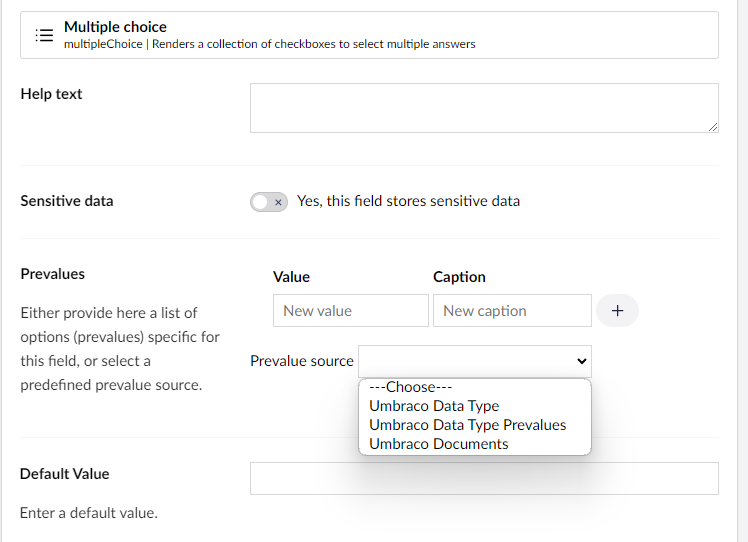 Multiple choice
multipleChoice | Renders a collection of checkboxes to select multiple answers
Help text
Sensitive data
Yes, this field stores sensitive data
Prevalues
Value
Caption
Either provide here a list of
options (prevalues) specific for
this field, or select a
predefined prevalue source.
New value
New caption
+
Prevalue source
---Choose---
Umbraco Data Type
Umbraco Data Type Prevalues
Umbraco Documents
Default Value
Enter a default value.